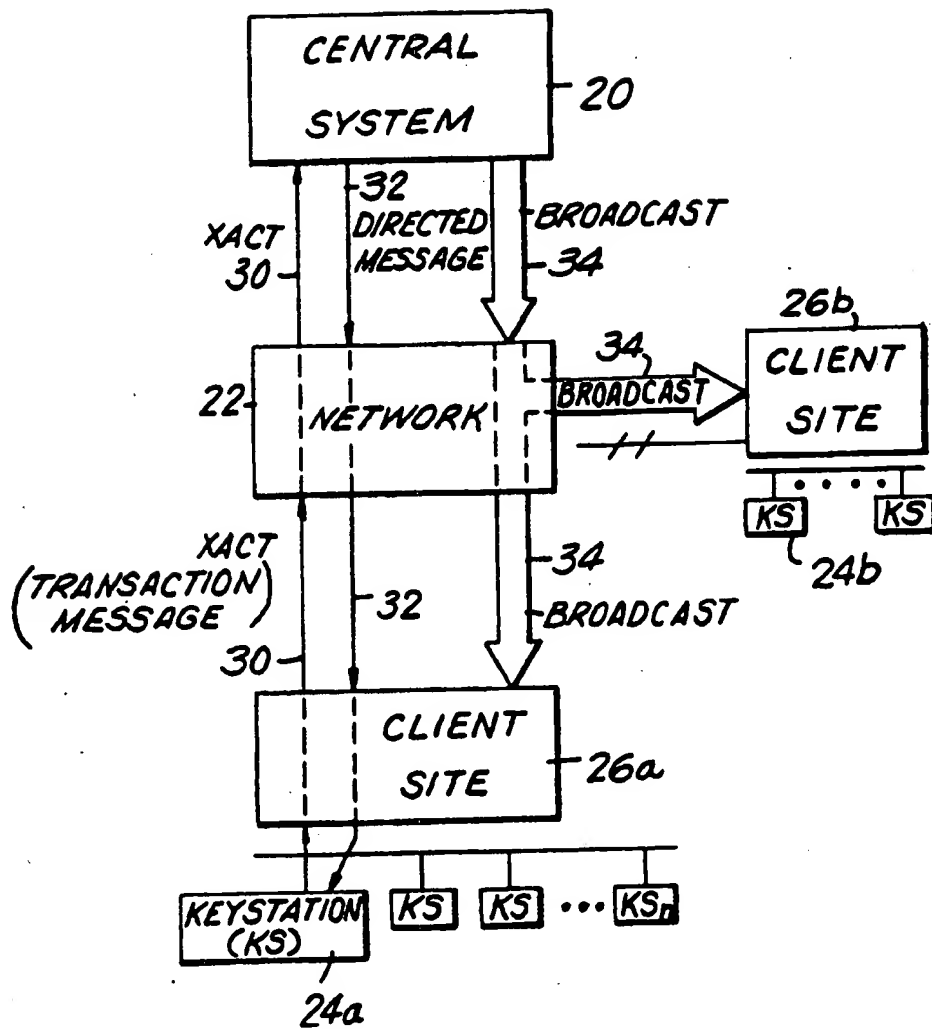 CENTRAL
SYSTEM
20
32
DIRECTED
MESSAGE
BROADCAST
34
XACT
30
26b
CLIENT
SITE
34
BROADCAST
22
NETWORK
KS
KS
24b
XACT
(TRANSACTION
MESSAGE)
30
32
34
BROADCAST
CLIENT
SITE
26a
KEYSTATION
(KS)
KS
KS
KSn
24a